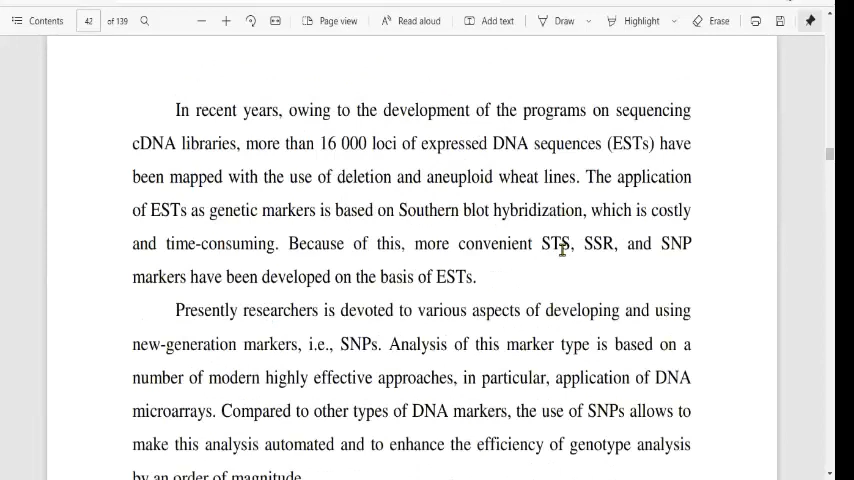 Contents
42
of 139
Page view
Read aloud
Add text
Draw
Highlight
Erase
In recent years, owing to the development of the programs on sequencing
cDNA libraries, more than 16 000 loci of expressed DNA sequences (ESTs) have
been mapped with the use of deletion and aneuploid wheat lines. The application
of ESTs as genetic markers is based on Southern blot hybridization, which is costly
and time-consuming. Because of this, more convenient STS, SSR, and SNP
markers have been developed on the basis of ESTs.
Presently researchers is devoted to various aspects of developing and using
new-generation markers, i.e., SNPs. Analysis of this marker type is based on a
number of modern highly effective approaches, in particular, application of DNA
microarrays. Compared to other types of DNA markers, the use of SNPs allows to
make this analysis automated and to enhance the efficiency of genotype analysis
by an order of magnitude.